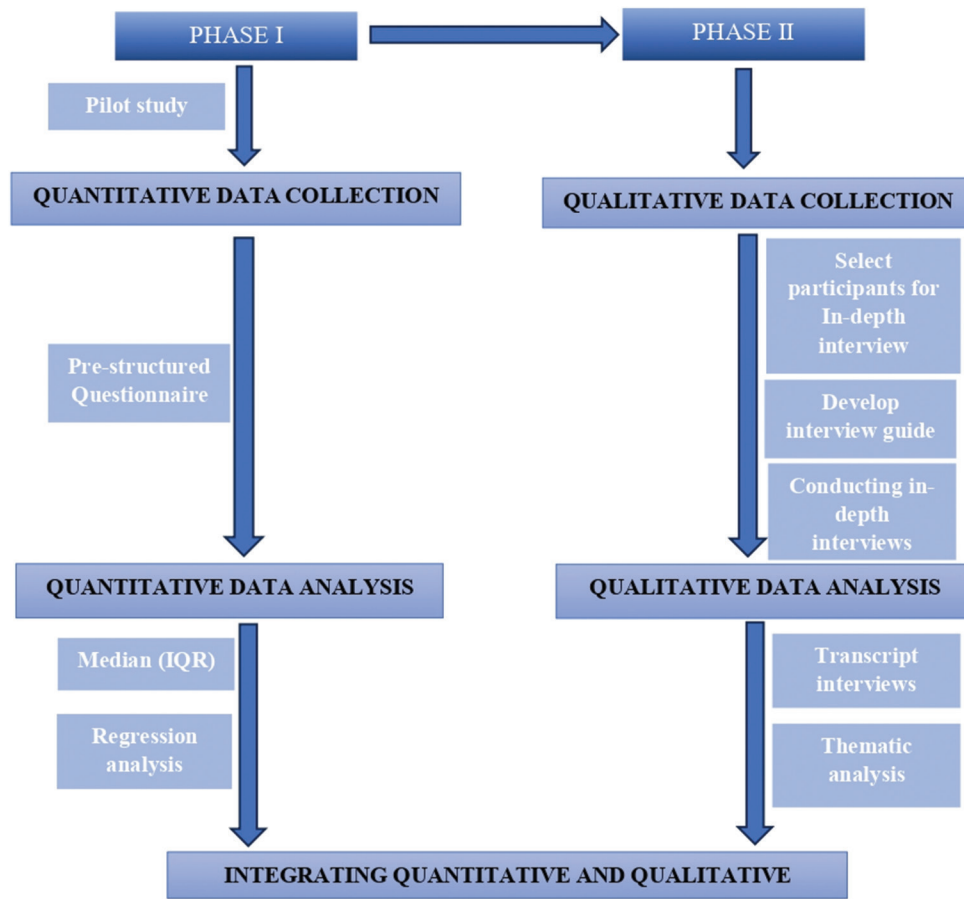 PHASE I
PHASE II
Pilot study
QUANTITATIVE DATA COLLECTION
QUALITATIVE DATA COLLECTION
Select
participants for
In-depth
interview
Pre-structured
Questionnaire
Develop
interview guide
Conducting in-
depth
interviews
QUANTITATIVE DATA ANALYSIS
QUALITATIVE DATA ANALYSIS
Median (IQR)
Transcript
interviews
Regression
analysis
Thematic
analysis
INTEGRATING QUANTITATIVE AND QUALITATIVE